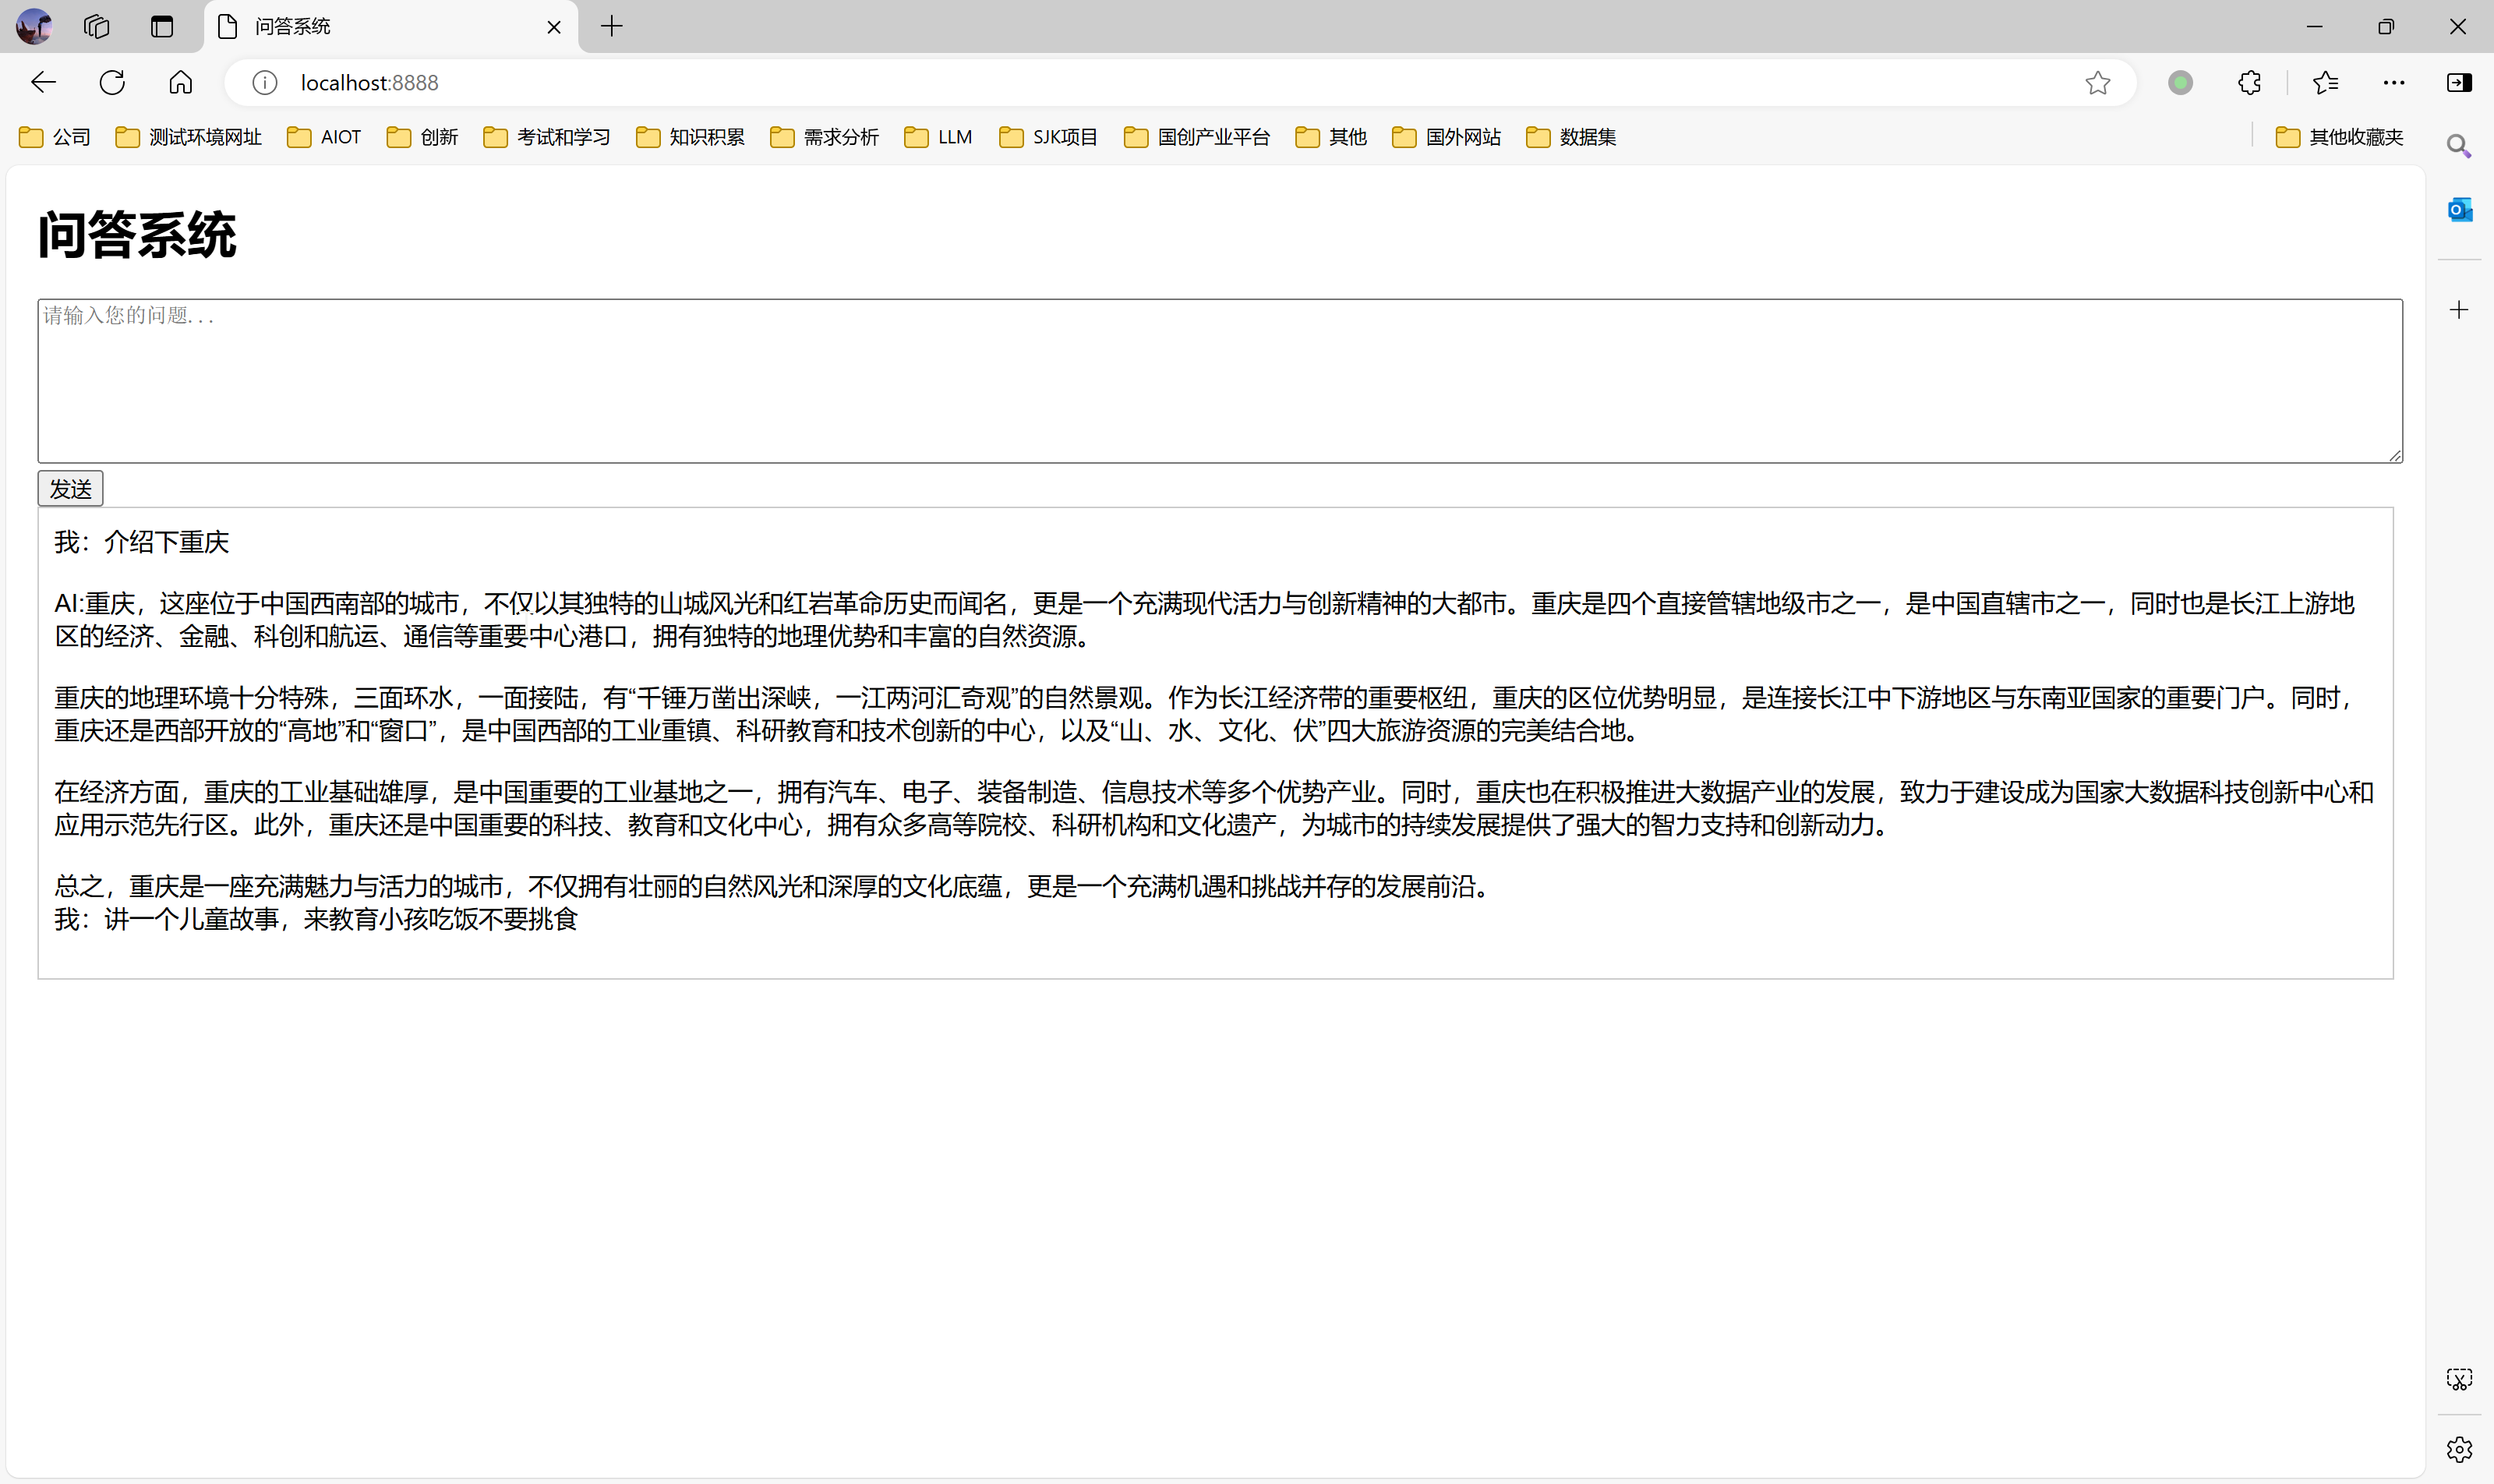 问答系统
localhost:8888
公司 测试环境网址 AIOT 创新 考试和学习 知识积累 需求分析 LLM SJK项目 国创产业平台 其他 国外网站 数据集 其他收藏夹
问答系统
请输入您的问题...
发送
我：介绍下重庆
AI:重庆，这座位于中国西南部的城市，不仅以其独特的山城风光和红岩革命历史而闻名，更是一个充满现代活力与创新精神的大都市。重庆是四个直接管辖地级市之一，是中国直辖市之一，同时也是长江上游地
区的经济、金融、科创和航运、通信等重要中心港口，拥有独特的地理优势和丰富的自然资源。
重庆的地理环境十分特殊，三面环水，一面接陆，有“千锤万凿出深峡，一江两河汇奇观”的自然景观。作为长江经济带的重要枢纽，重庆的区位优势明显，是连接长江中下游地区与东南亚国家的重要门户。同时，
重庆还是西部开放的“高地”和“窗口”，是中国西部的工业重镇、科研教育和技术创新的中心，以及“山、水、文化、伏”四大旅游资源的完美结合地。
在经济方面，重庆的工业基础雄厚，是中国重要的工业基地之一，拥有汽车、电子、装备制造、信息技术等多个优势产业。同时，重庆也在积极推进大数据产业的发展，致力于建设成为国家大数据科技创新中心和
应用示范先行区。此外，重庆还是中国重要的科技、教育和文化中心，拥有众多高等院校、科研机构和文化遗产，为城市的持续发展提供了强大的智力支持和创新动力。
总之，重庆是一座充满魅力与活力的城市，不仅拥有壮丽的自然风光和深厚的文化底蕴，更是一个充满机遇和挑战并存的发展前沿。
我：讲一个儿童故事，来教育小孩吃饭不要挑食